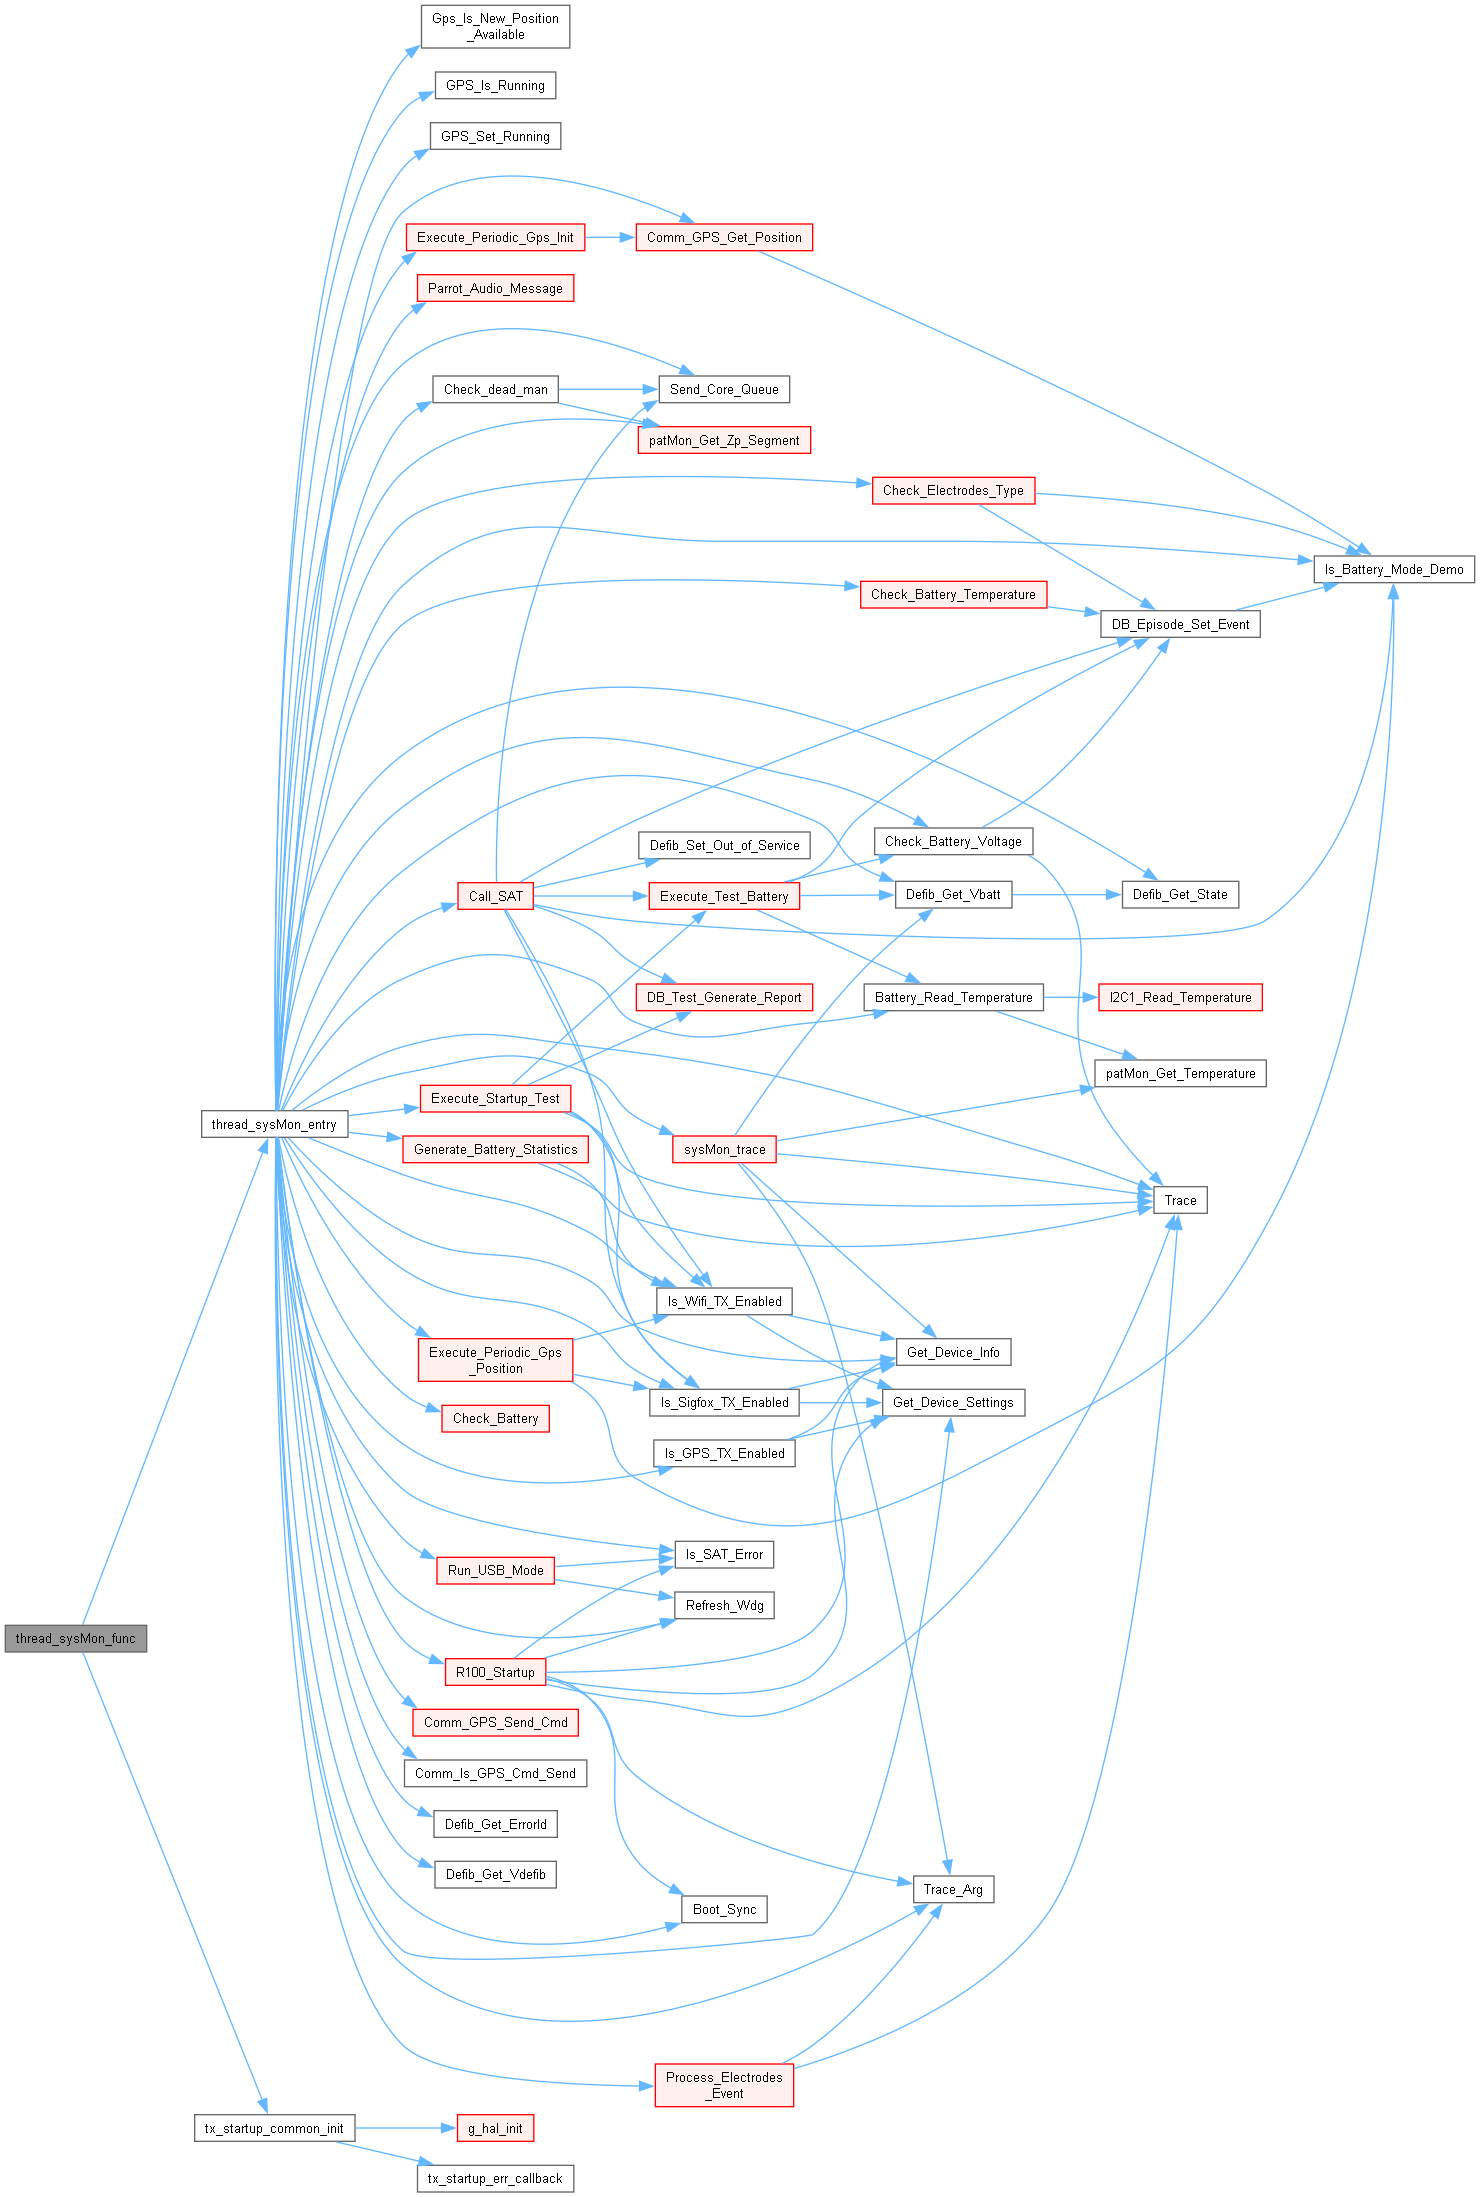 Gps_Is_New_Position
_Available
GPS_Is_Running
GPS_Set_Running
Execute_Periodic_Gps_Init
Comm_GPS_Get_Position
Parrot_Audio_Message
Check_dead_man
Send_Core_Queue
patMon_Get_Zp_Segment
Check_Electrodes_Type
Is_Battery_Mode_Demo
Check_Battery_Temperature
DB_Episode_Set_Event
Defib_Set_Out_of_Service
Check_Battery_Voltage
Call_SAT
Execute_Test_Battery
Defib_Get_Vbatt
Defib_Get_State
DB_Test_Generate_Report
Battery_Read_Temperature
I2C1_Read_Temperature
patMon_Get_Temperature
Execute_Startup_Test
thread_sysMon_entry
Generate_Battery_Statistics
sysMon_trace
Trace
Is_Wifi_TX_Enabled
Execute_Periodic_Gps
_Position
Get_Device_Info
Is_Sigfox_TX_Enabled
Get_Device_Settings
Check_Battery
Is_GPS_TX_Enabled
Is_SAT_Error
Run_USB_Mode
Refresh_Wdg
thread_sysMon_func
R100_Startup
Comm_GPS_Send_Cmd
Comm_Is_GPS_Cmd_Send
Defib_Get_ErrorId
Defib_Get_Vdefib
Trace_Arg
Boot_Sync
Process_Electrodes
_Event
tx_startup_common_init
g_hal_init
tx_startup_err_callback